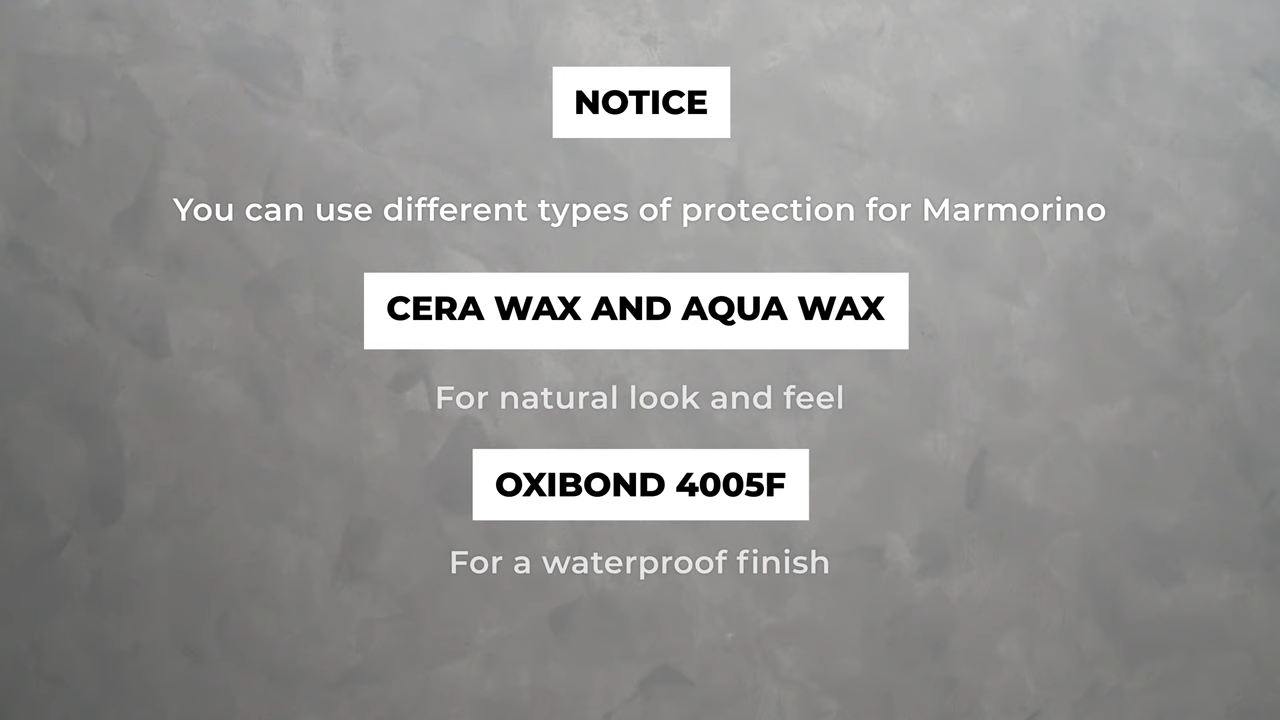 NOTICE
You can use different types of protection for Marmorino
CERA WAX AND AQUA WAX
For natural look and feel
OXIBOND 4005F
For a waterproof finish